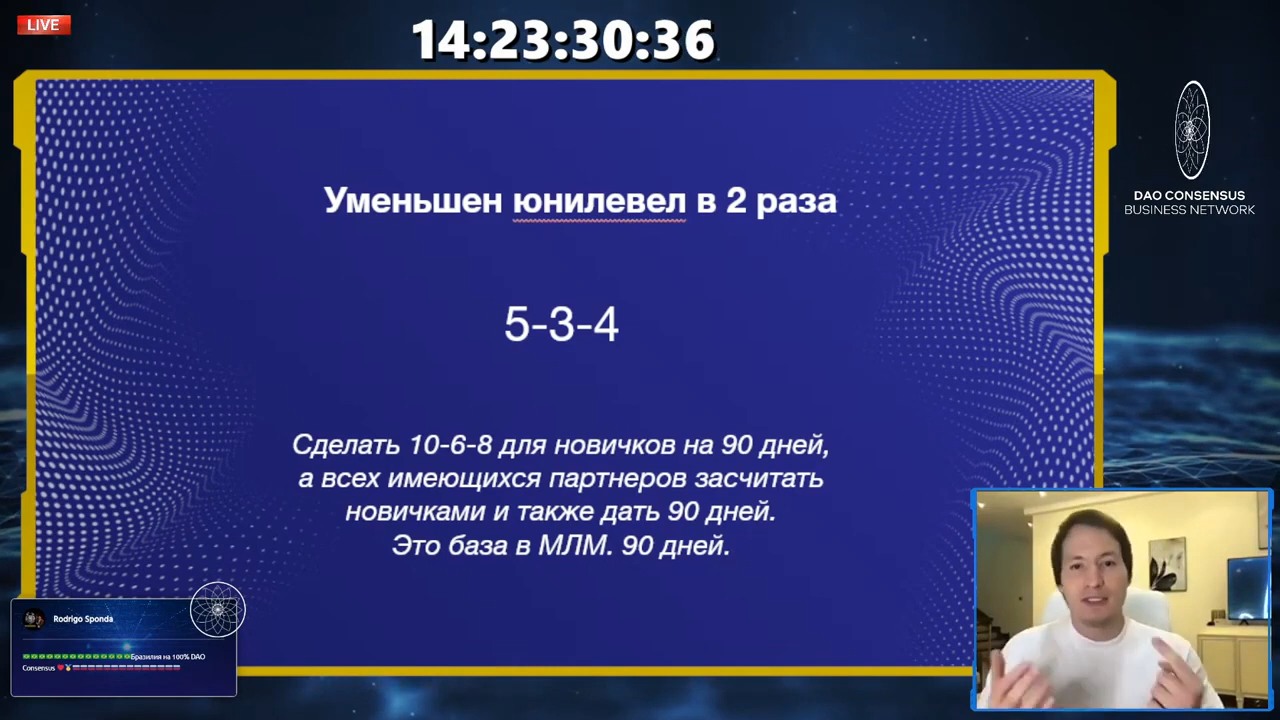 LIVE
14:23:30:36
DAO CONSENSUS
BUSINESS NETWORK
Уменьшен юнилевел в 2 раза
5-3-4
Сделать 10-6-8 для новичков на 90 дней,
а всех имеющихся партнеров засчитать
новичками и также дать 90 дней.
Это база в МЛМ. 90 дней.
Rodrigo Sponda
Бразилия на 100% DAO
Consensus